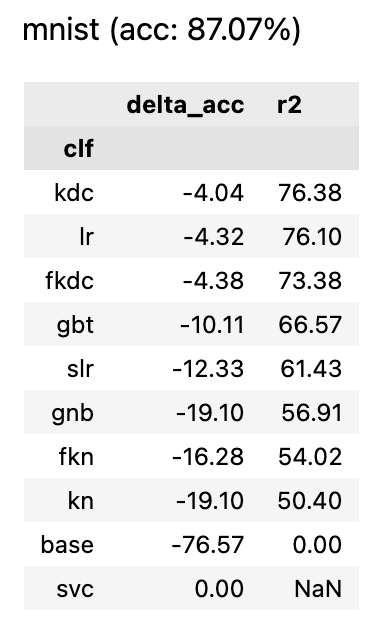 mnist (acc: 87.07%)
delta_acc r2
clf
kdc -4.04 76.38
lr -4.32 76.10
fkdc -4.38 73.38
gbt -10.11 66.57
slr -12.33 61.43
gnb -19.10 56.91
fkn -16.28 54.02
kn -19.10 50.40
base -76.57 0.00
svc 0.00 NaN